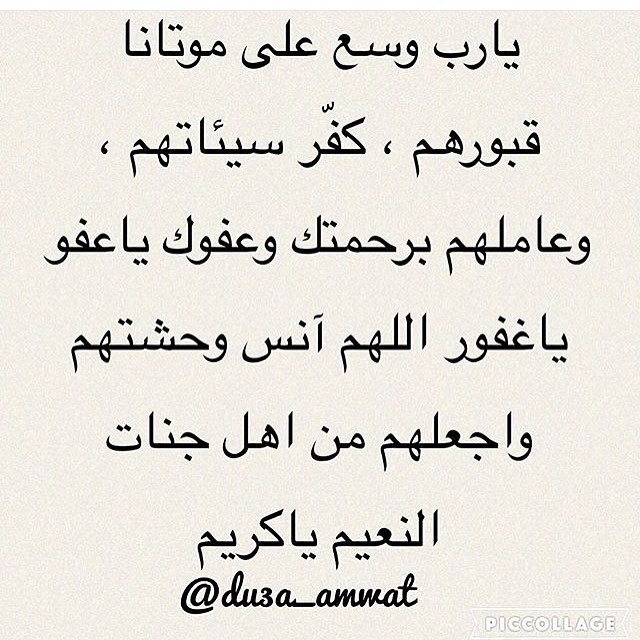 يارب وسع على موتانا
قبورهم ، كفّر سيئاتهم ،
وعاملهم برحمتك وعفوك ياعفو
ياغفور اللهم آنس وحشتهم
واجعلهم من اهل جنات
النعيم ياكريم
@du3a_amwat
PICCOLLAGE